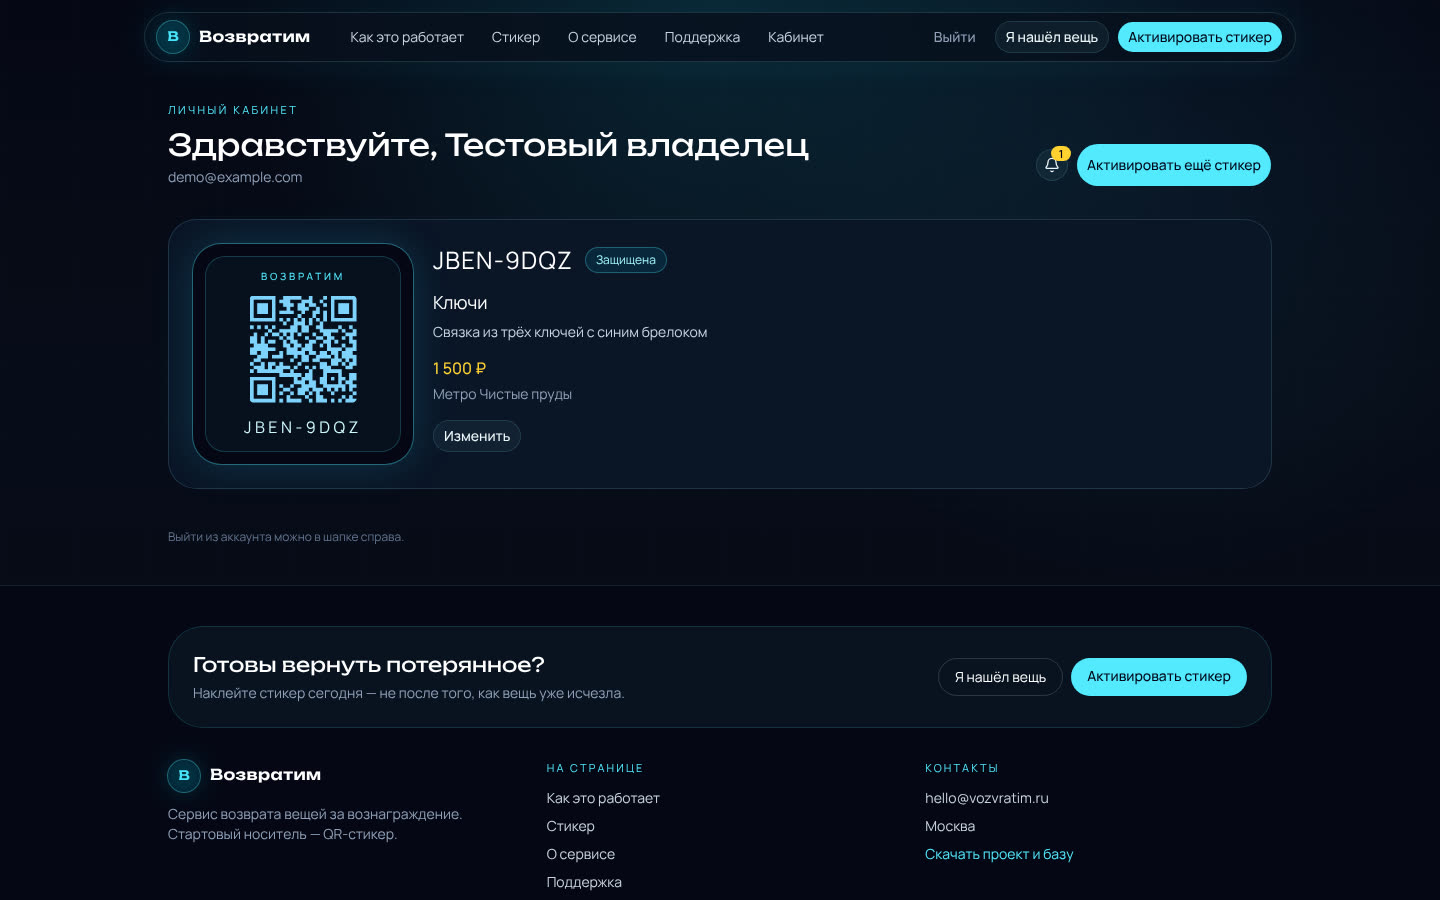 В Возвратим Как это работает Стикер О сервисе Поддержка Кабинет Выйти Я нашёл вещь Активировать стикер
ЛИЧНЫЙ КАБИНЕТ
Здравствуйте, Тестовый владелец
demo@example.com
1
Активировать ещё стикер
ВОЗВРАТИМ
JBEN-9DQZ
JBEN-9DQZ Защищена
Ключи
Связка из трёх ключей с синим брелоком
1 500 ₽
Метро Чистые пруды
Изменить
Выйти из аккаунта можно в шапке справа.
Готовы вернуть потерянное?
Наклейте стикер сегодня — не после того, как вещь уже исчезла.
Я нашёл вещь Активировать стикер
В Возвратим
Сервис возврата вещей за вознаграждение.
Стартовый носитель — QR-стикер.
НА СТРАНИЦЕ
Как это работает
Стикер
О сервисе
Поддержка
КОНТАКТЫ
hello@vozvratim.ru
Москва
Скачать проект и базу